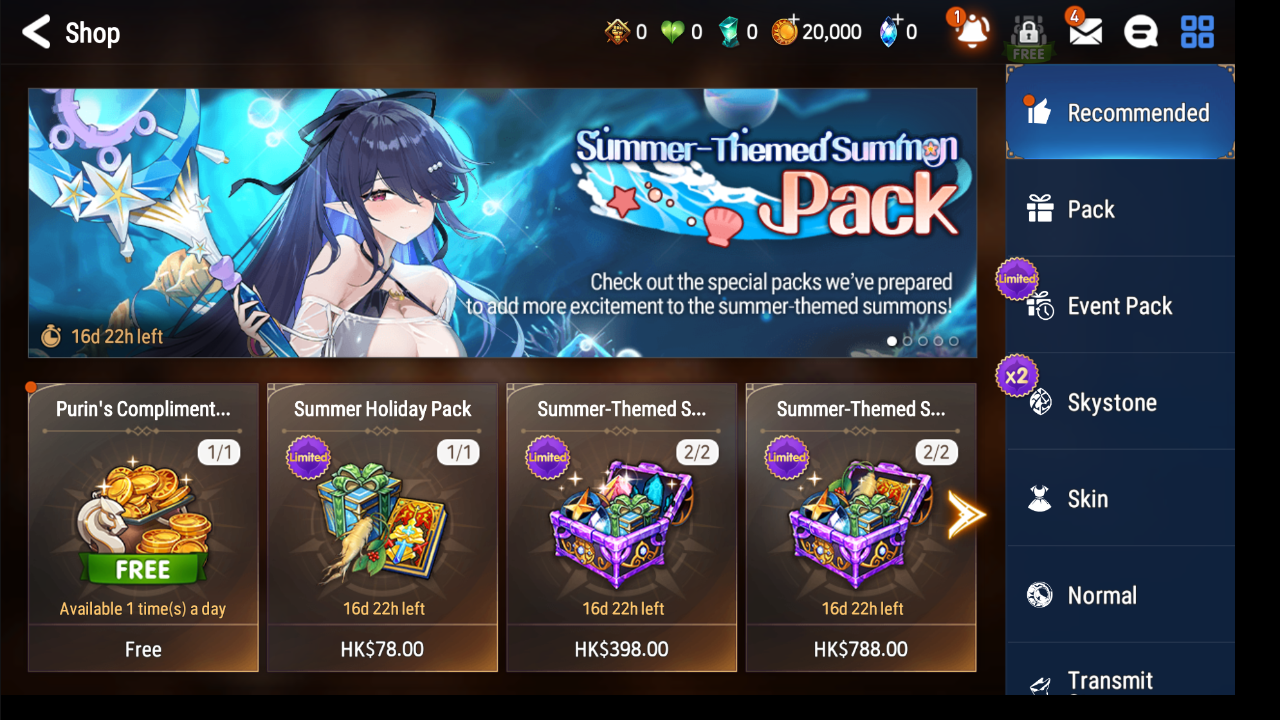 Shop
0
0
0
20,000
0
1
FREE
4
Summer-Themed Summon
Pack
Check out the special packs we've prepared
to add more excitement to the summer-themed summons!
16d 22h left
Purin's Compliment...
1/1
FREE
Available 1 time(s) a day
Free
Summer Holiday Pack
Limited
1/1
16d 22h left
HK$78.00
Summer-Themed S...
Limited
2/2
16d 22h left
HK$398.00
Summer-Themed S...
Limited
2/2
16d 22h left
HK$788.00
Recommended
Pack
Limited
Event Pack
x2
Skystone
Skin
Normal
Transmit